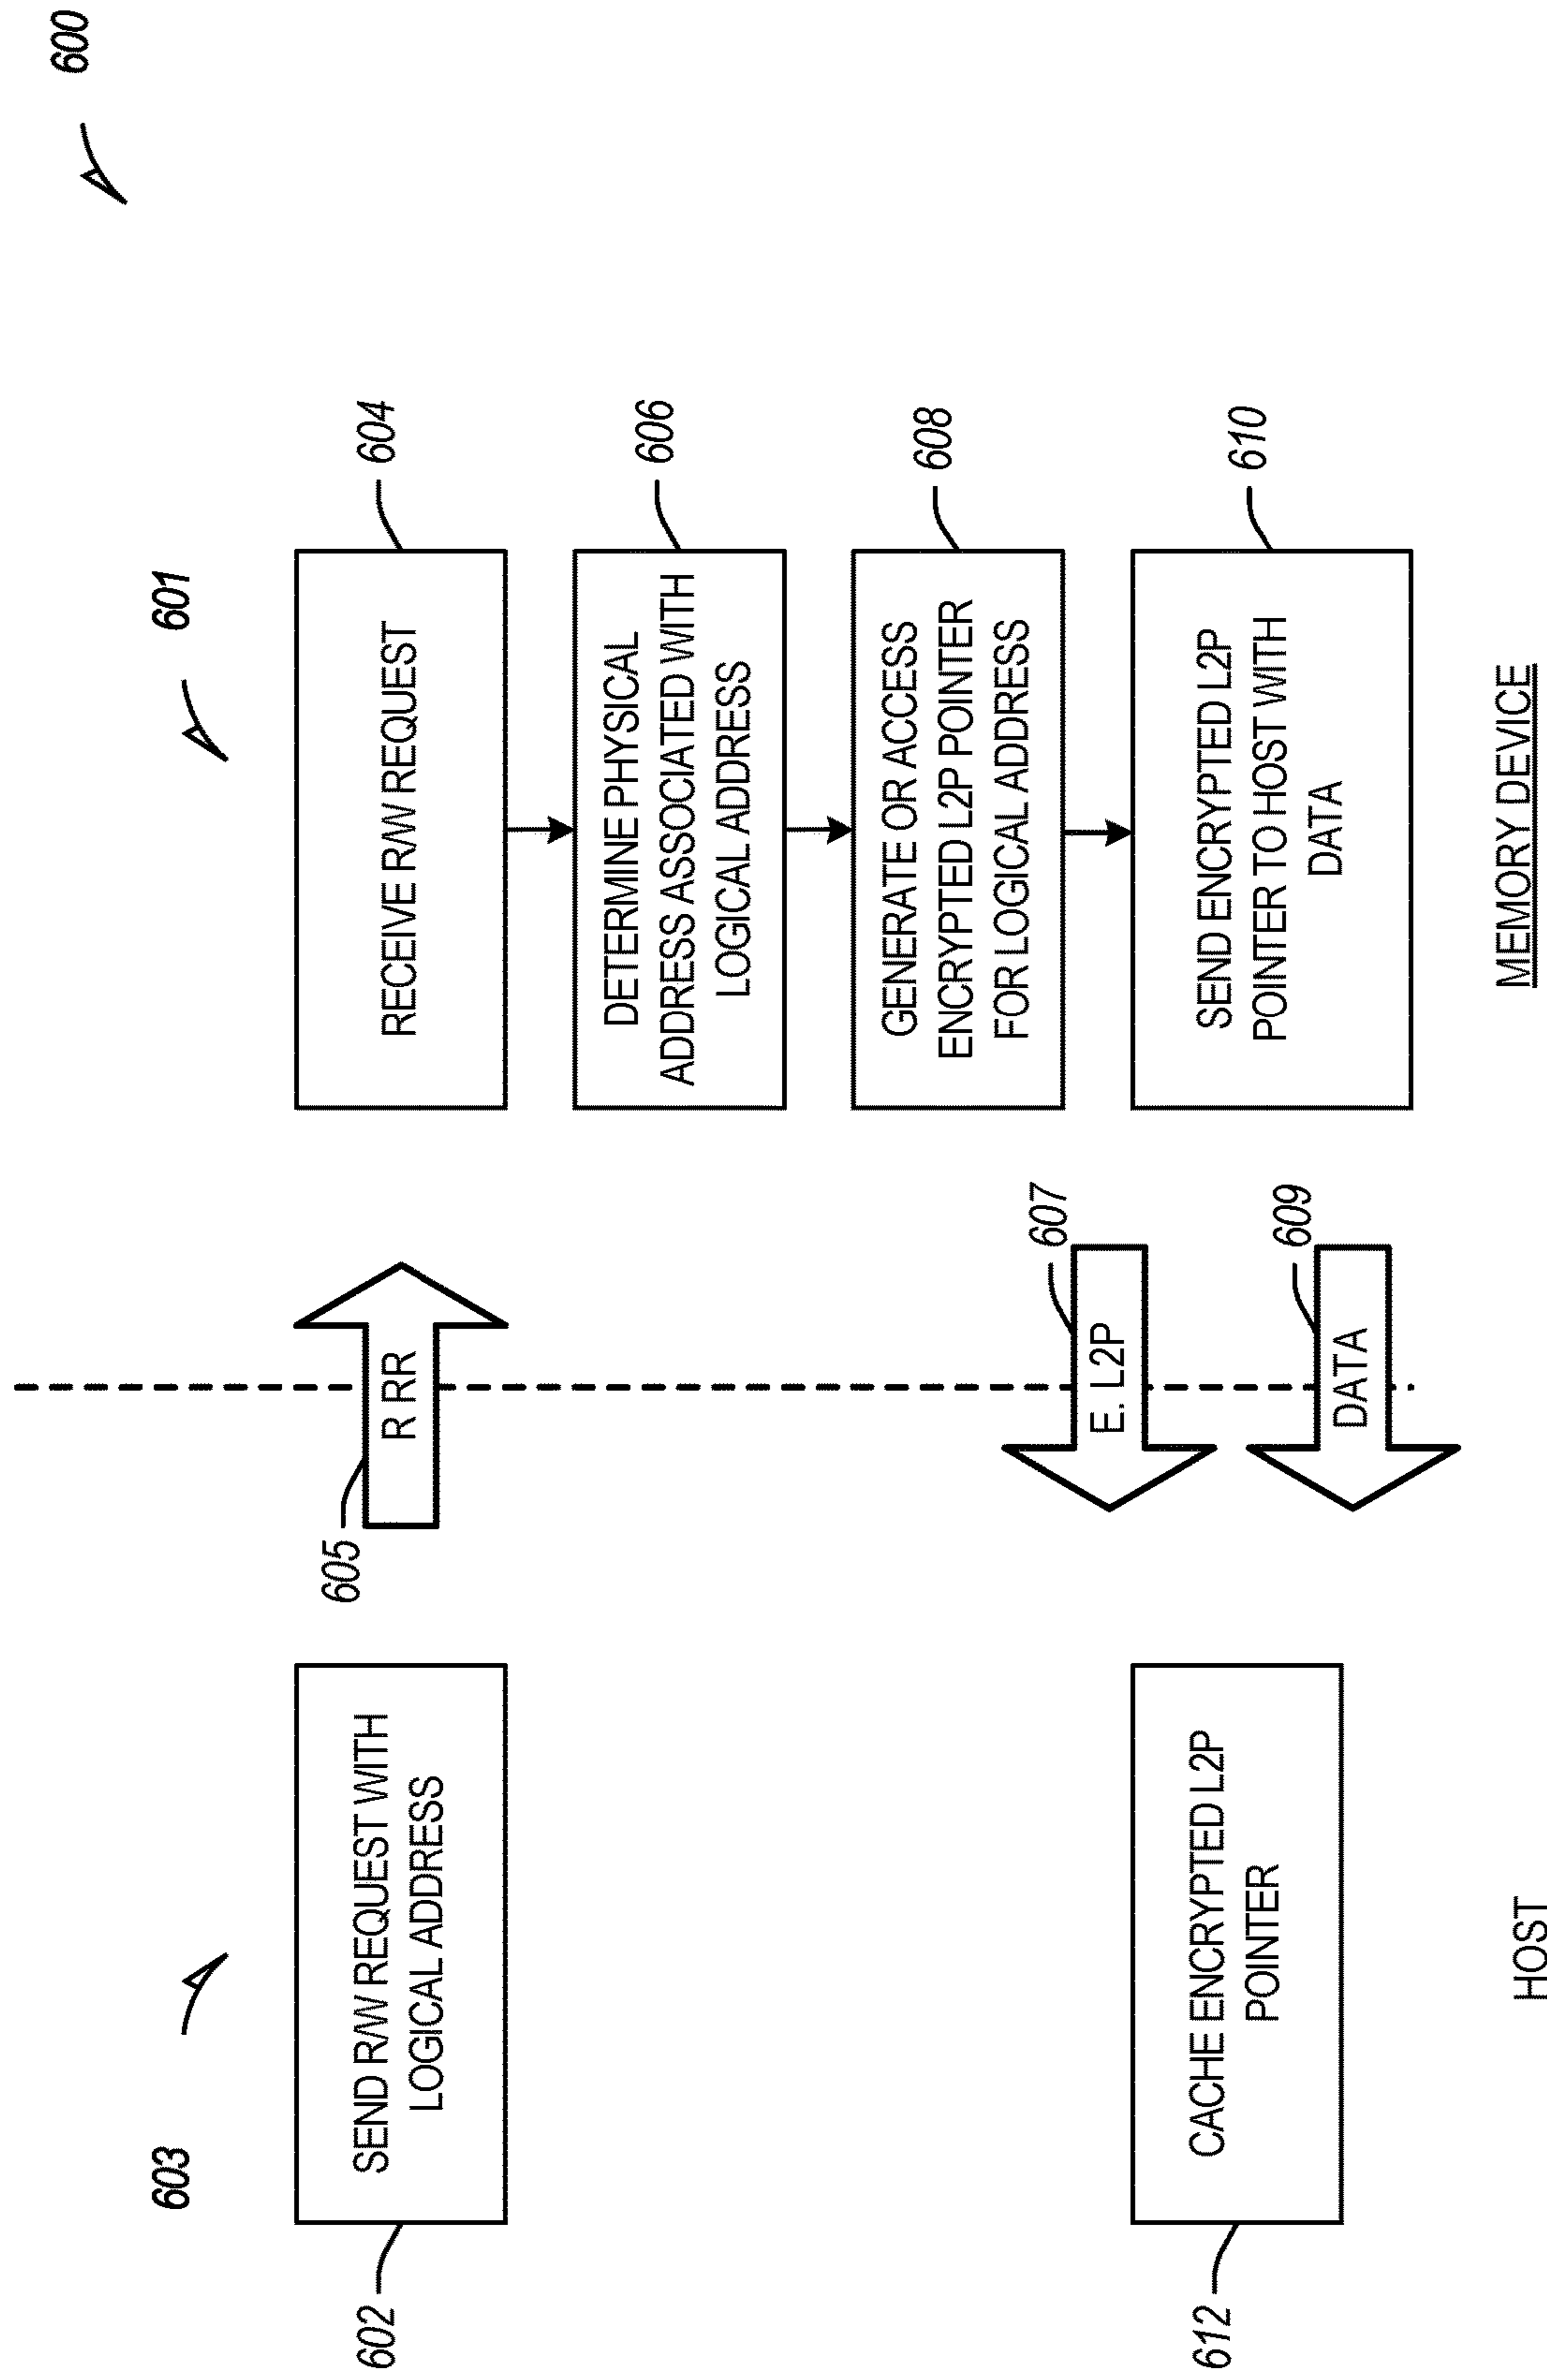 600
603
601
602
SEND R/W REQUEST WITH
LOGICAL ADDRESS
605
R RR
RECEIVE R/W REQUEST
604
DETERMINE PHYSICAL
ADDRESS ASSOCIATED WITH
LOGICAL ADDRESS
606
GENERATE OR ACCESS
ENCRYPTED L2P POINTER
FOR LOGICAL ADDRESS
608
607
E. L2P
612
CACHE ENCRYPTED L2P
POINTER
609
DATA
SEND ENCRYPTED L2P
POINTER TO HOST WITH
DATA
610
HOST
MEMORY DEVICE